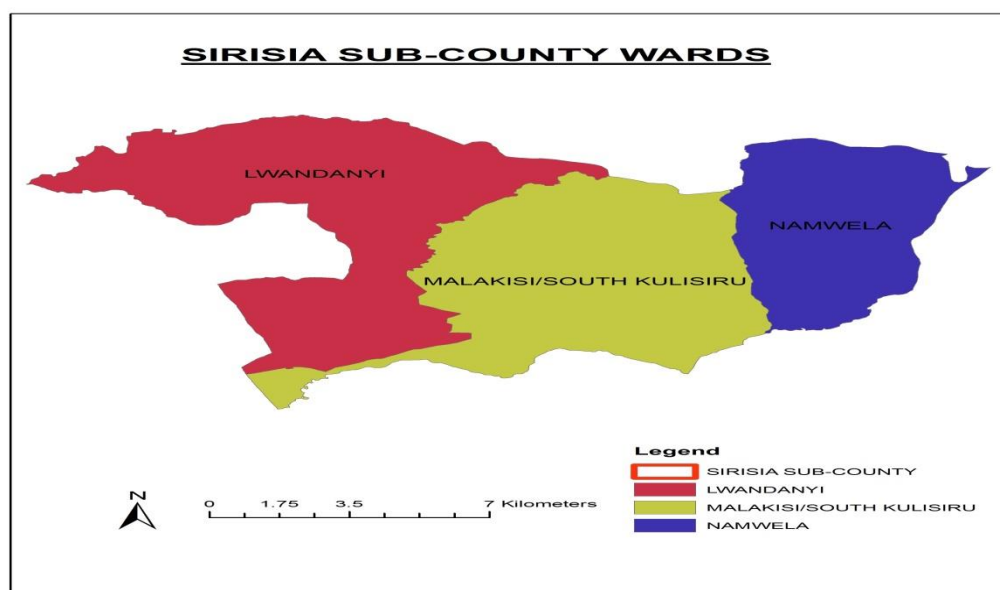 SIRISIA SUB-COUNTY WARDS
LWANDANYI
NAMWELA
MALAKISI/SOUTH KULISIRU
Legend
SIRISIA SUB-COUNTY
LWANDANYI
MALAKISI/SOUTH KULISIRU
NAMWELA
N
0 1.75 3.5 7 Kilometers